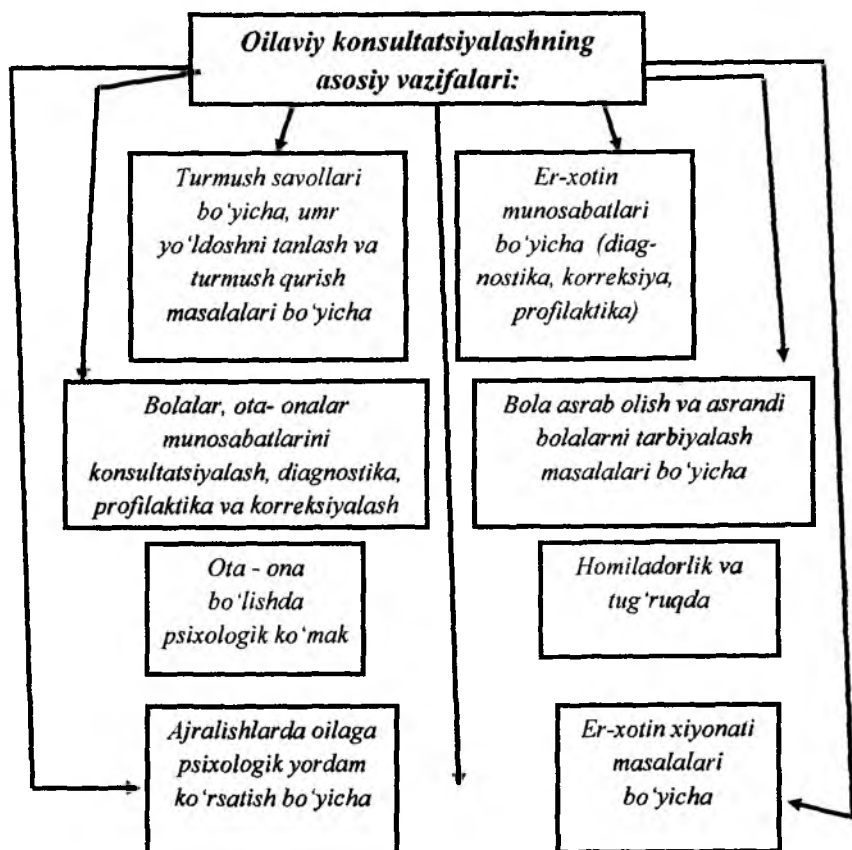 Oilaviy konsultatsiyalashning
asosiy vazifalari:
Turmush savollari
bo‘yicha, umr
yo‘ldoshni tanlash va
turmush qurish
masalalari bo‘yicha
Er-xotin
munosabatlari
bo‘yicha (diag-
nostika, korreksiya,
profilaktika)
Bolalar, ota- onalar
munosabatlarini
konsultatsiyalash, diagnostika,
profilaktika va korreksiyalash
Bola asrab olish va asrandi
bolalarni tarbiyalash
masalalari bo‘yicha
Ota - ona
bo‘lishda
psixologik ko‘mak
Homiladorlik va
tug‘ruqda
Ajralishlarda oilaga
psixologik yordam
ko‘rsatish bo‘yicha
Er-xotin xiyonati
masalalari
bo‘yicha